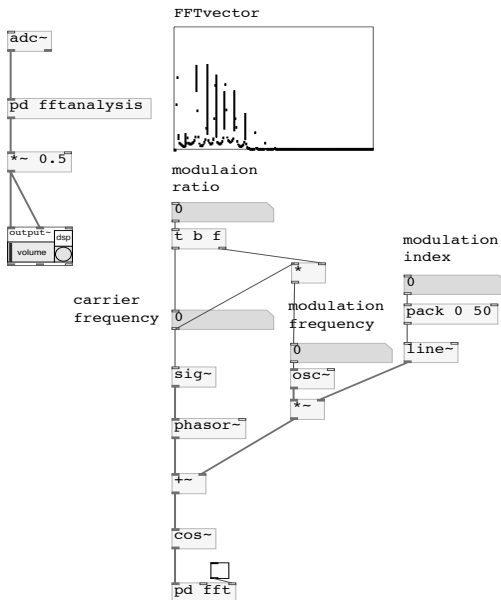 FFTvector
adc~
pd fftanalysis
*~ 0.5
output~
dsp
volume
modulaion
ratio
0
t b f
*
modulation
index
0
pack 0 50
line~
carrier
frequency
0
modulation
frequency
0
sig~
osc~
*~
phasor~
+~
cos~
pd fft